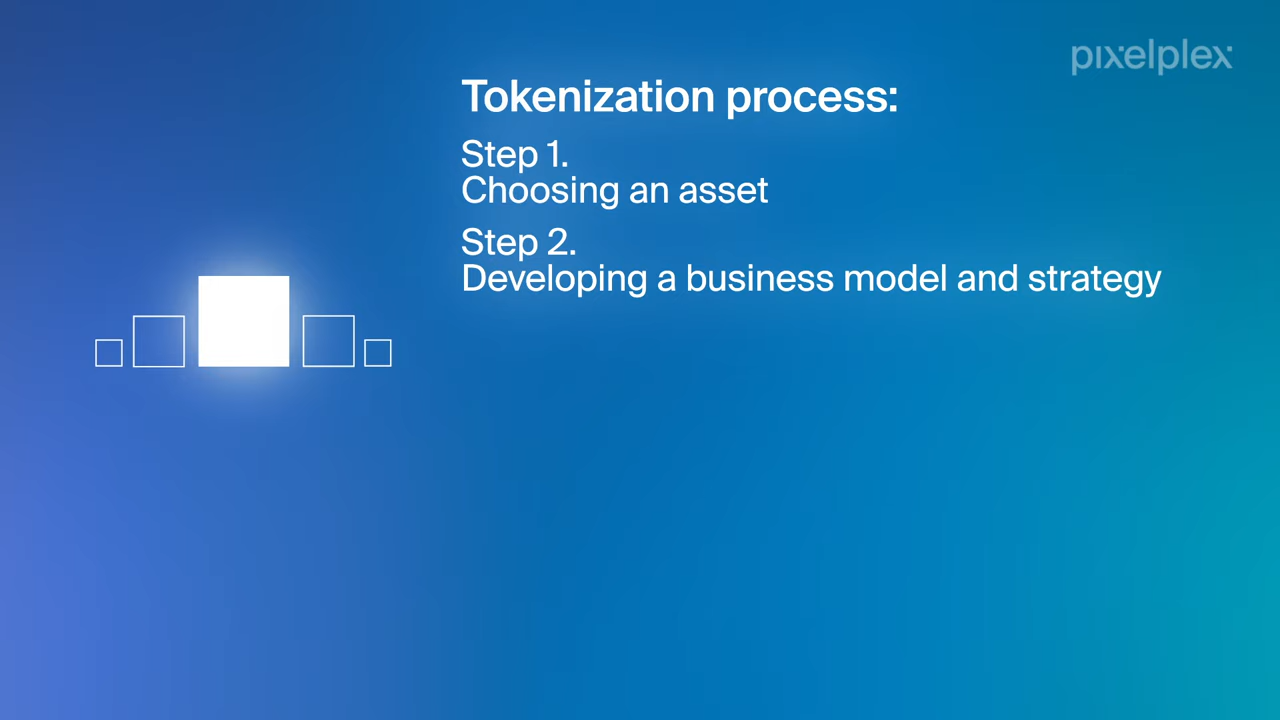 pixelplex
Tokenization process:
Step 1.
Choosing an asset
Step 2.
Developing a business model and strategy